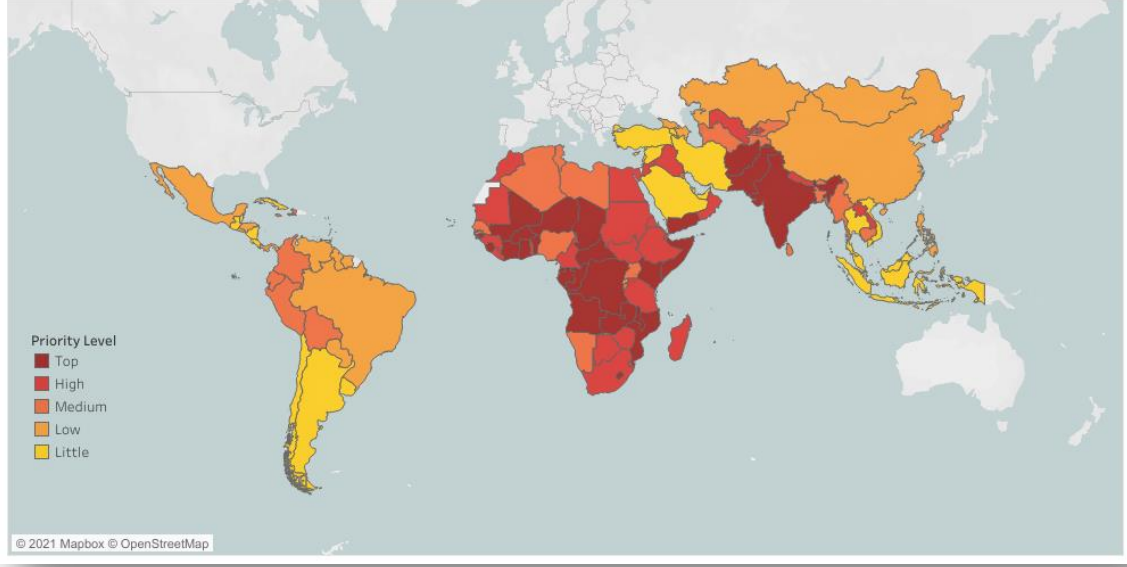 Priority Level
Top
High
Medium
Low
Little
© 2021 Mapbox © OpenStreetMap